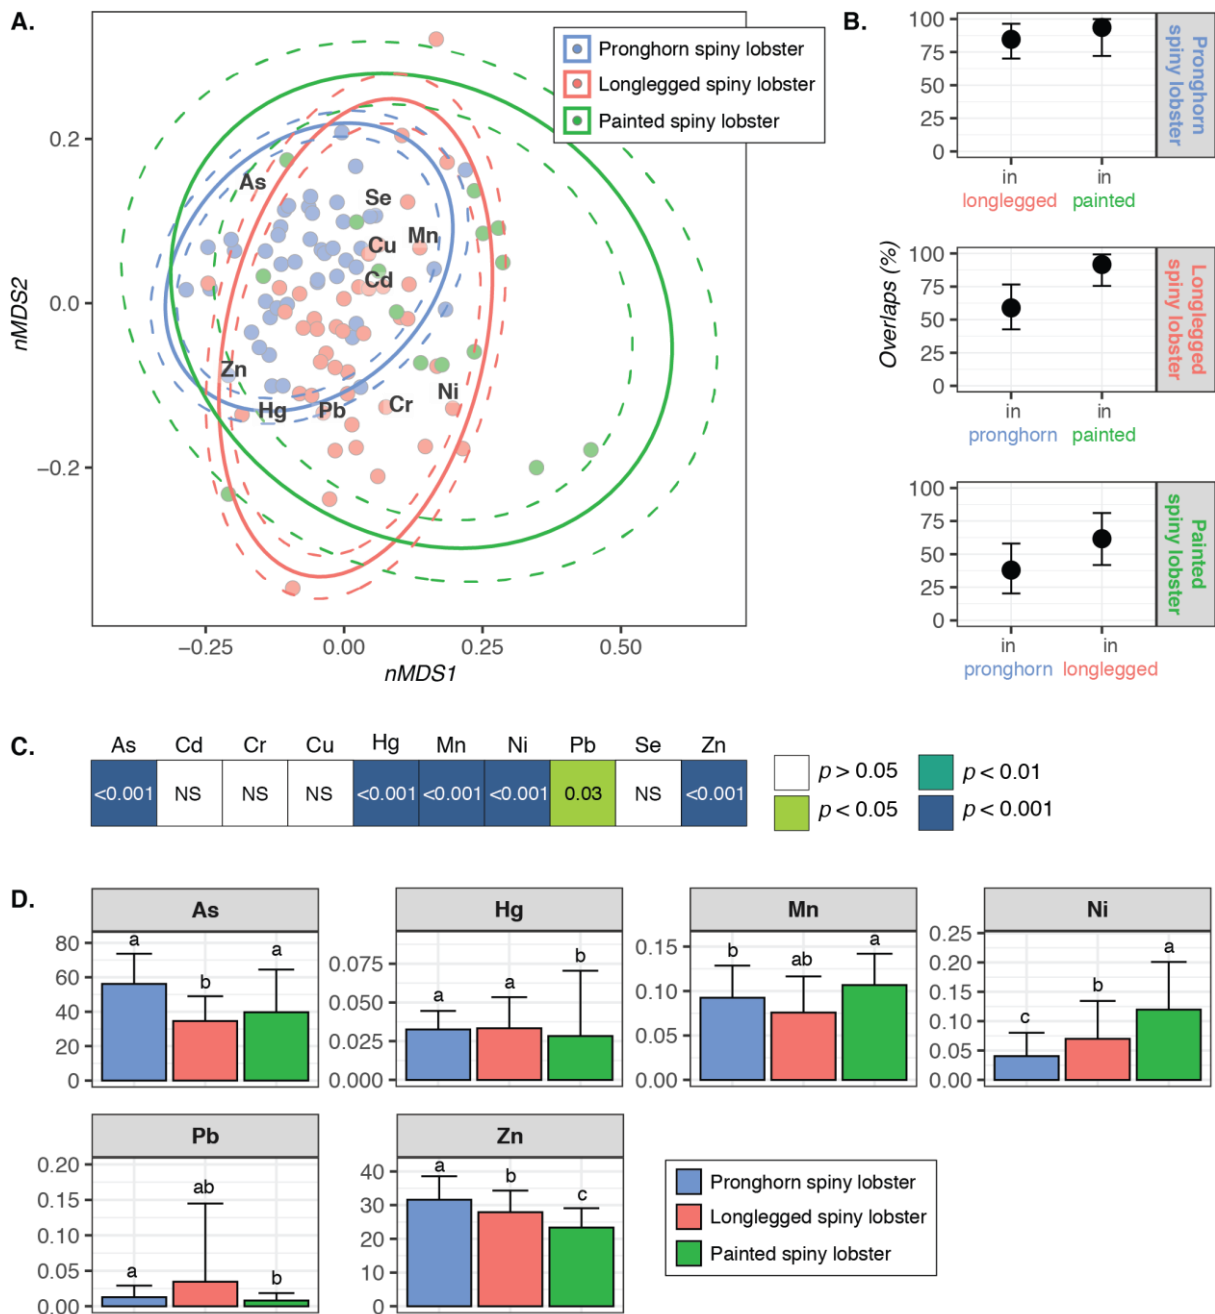 A.
Pronghorn spiny lobster
Longlegged spiny lobster
Painted spiny lobster
As
Se
Cu
Mn
Cd
Zn
Hg
Pb
Cr
Ni
0.2
0.0
−0.2
nMDS2
−0.25
0.00
0.25
0.50
nMDS1
B.
Overlaps (%)
100
75
50
25
0
in longlegged
in painted
Pronghorn spiny lobster
100
75
50
25
0
in pronghorn
in painted
Longlegged spiny lobster
100
75
50
25
0
in pronghorn
in longlegged
Painted spiny lobster
C.
As Cd Cr Cu Hg Mn Ni Pb Se Zn
<0.001 NS NS NS <0.001 <0.001 <0.001 0.03 NS <0.001
p > 0.05
p < 0.01
p < 0.05
p < 0.001
D.
As
80
60
40
20
0
a b a
Hg
0.075
0.050
0.025
0.000
a a b
Mn
0.15
0.10
0.05
0.00
b ab a
Ni
0.25
0.20
0.15
0.10
0.05
0.00
c b a
Pb
0.20
0.15
0.10
0.05
0.00
a ab b
Zn
40
30
20
10
0
a b c
Pronghorn spiny lobster
Longlegged spiny lobster
Painted spiny lobster